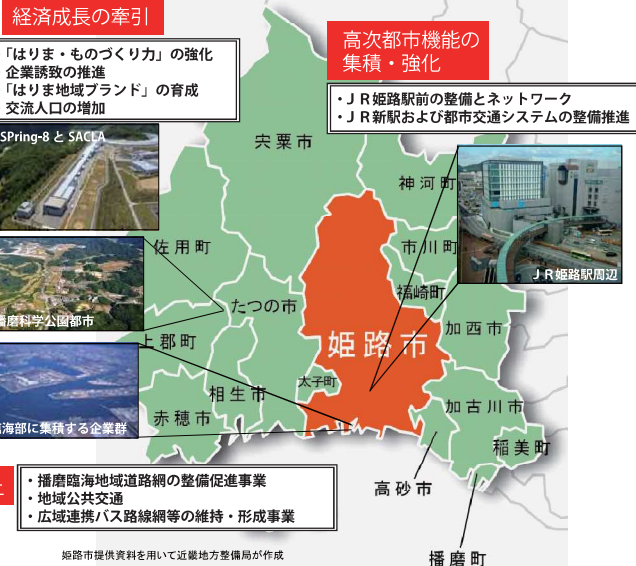 経済成長の牽引
「はりま・ものづくり力」の強化
企業誘致の推進
「はりま地域ブランド」の育成
交流人口の増加
高次都市機能の
集積・強化
・ＪＲ姫路駅前の整備とネットワーク
・ＪＲ新駅および都市交通システムの整備推進
SPring-8 と SACLA
宍粟市
神河町
佐用町
市川町
ＪＲ姫路駅周辺
福崎町
たつの市
播磨科学公園都市
加西市
上郡町
姫路市
太子町
相生市
加古川市
赤穂市
臨海部に集積する企業群
稲美町
高砂市
・播磨臨海地域道路網の整備促進事業
・地域公共交通
・広域連携バス路線網等の維持・形成事業
姫路市提供資料を用いて近畿地方整備局が作成
播磨町